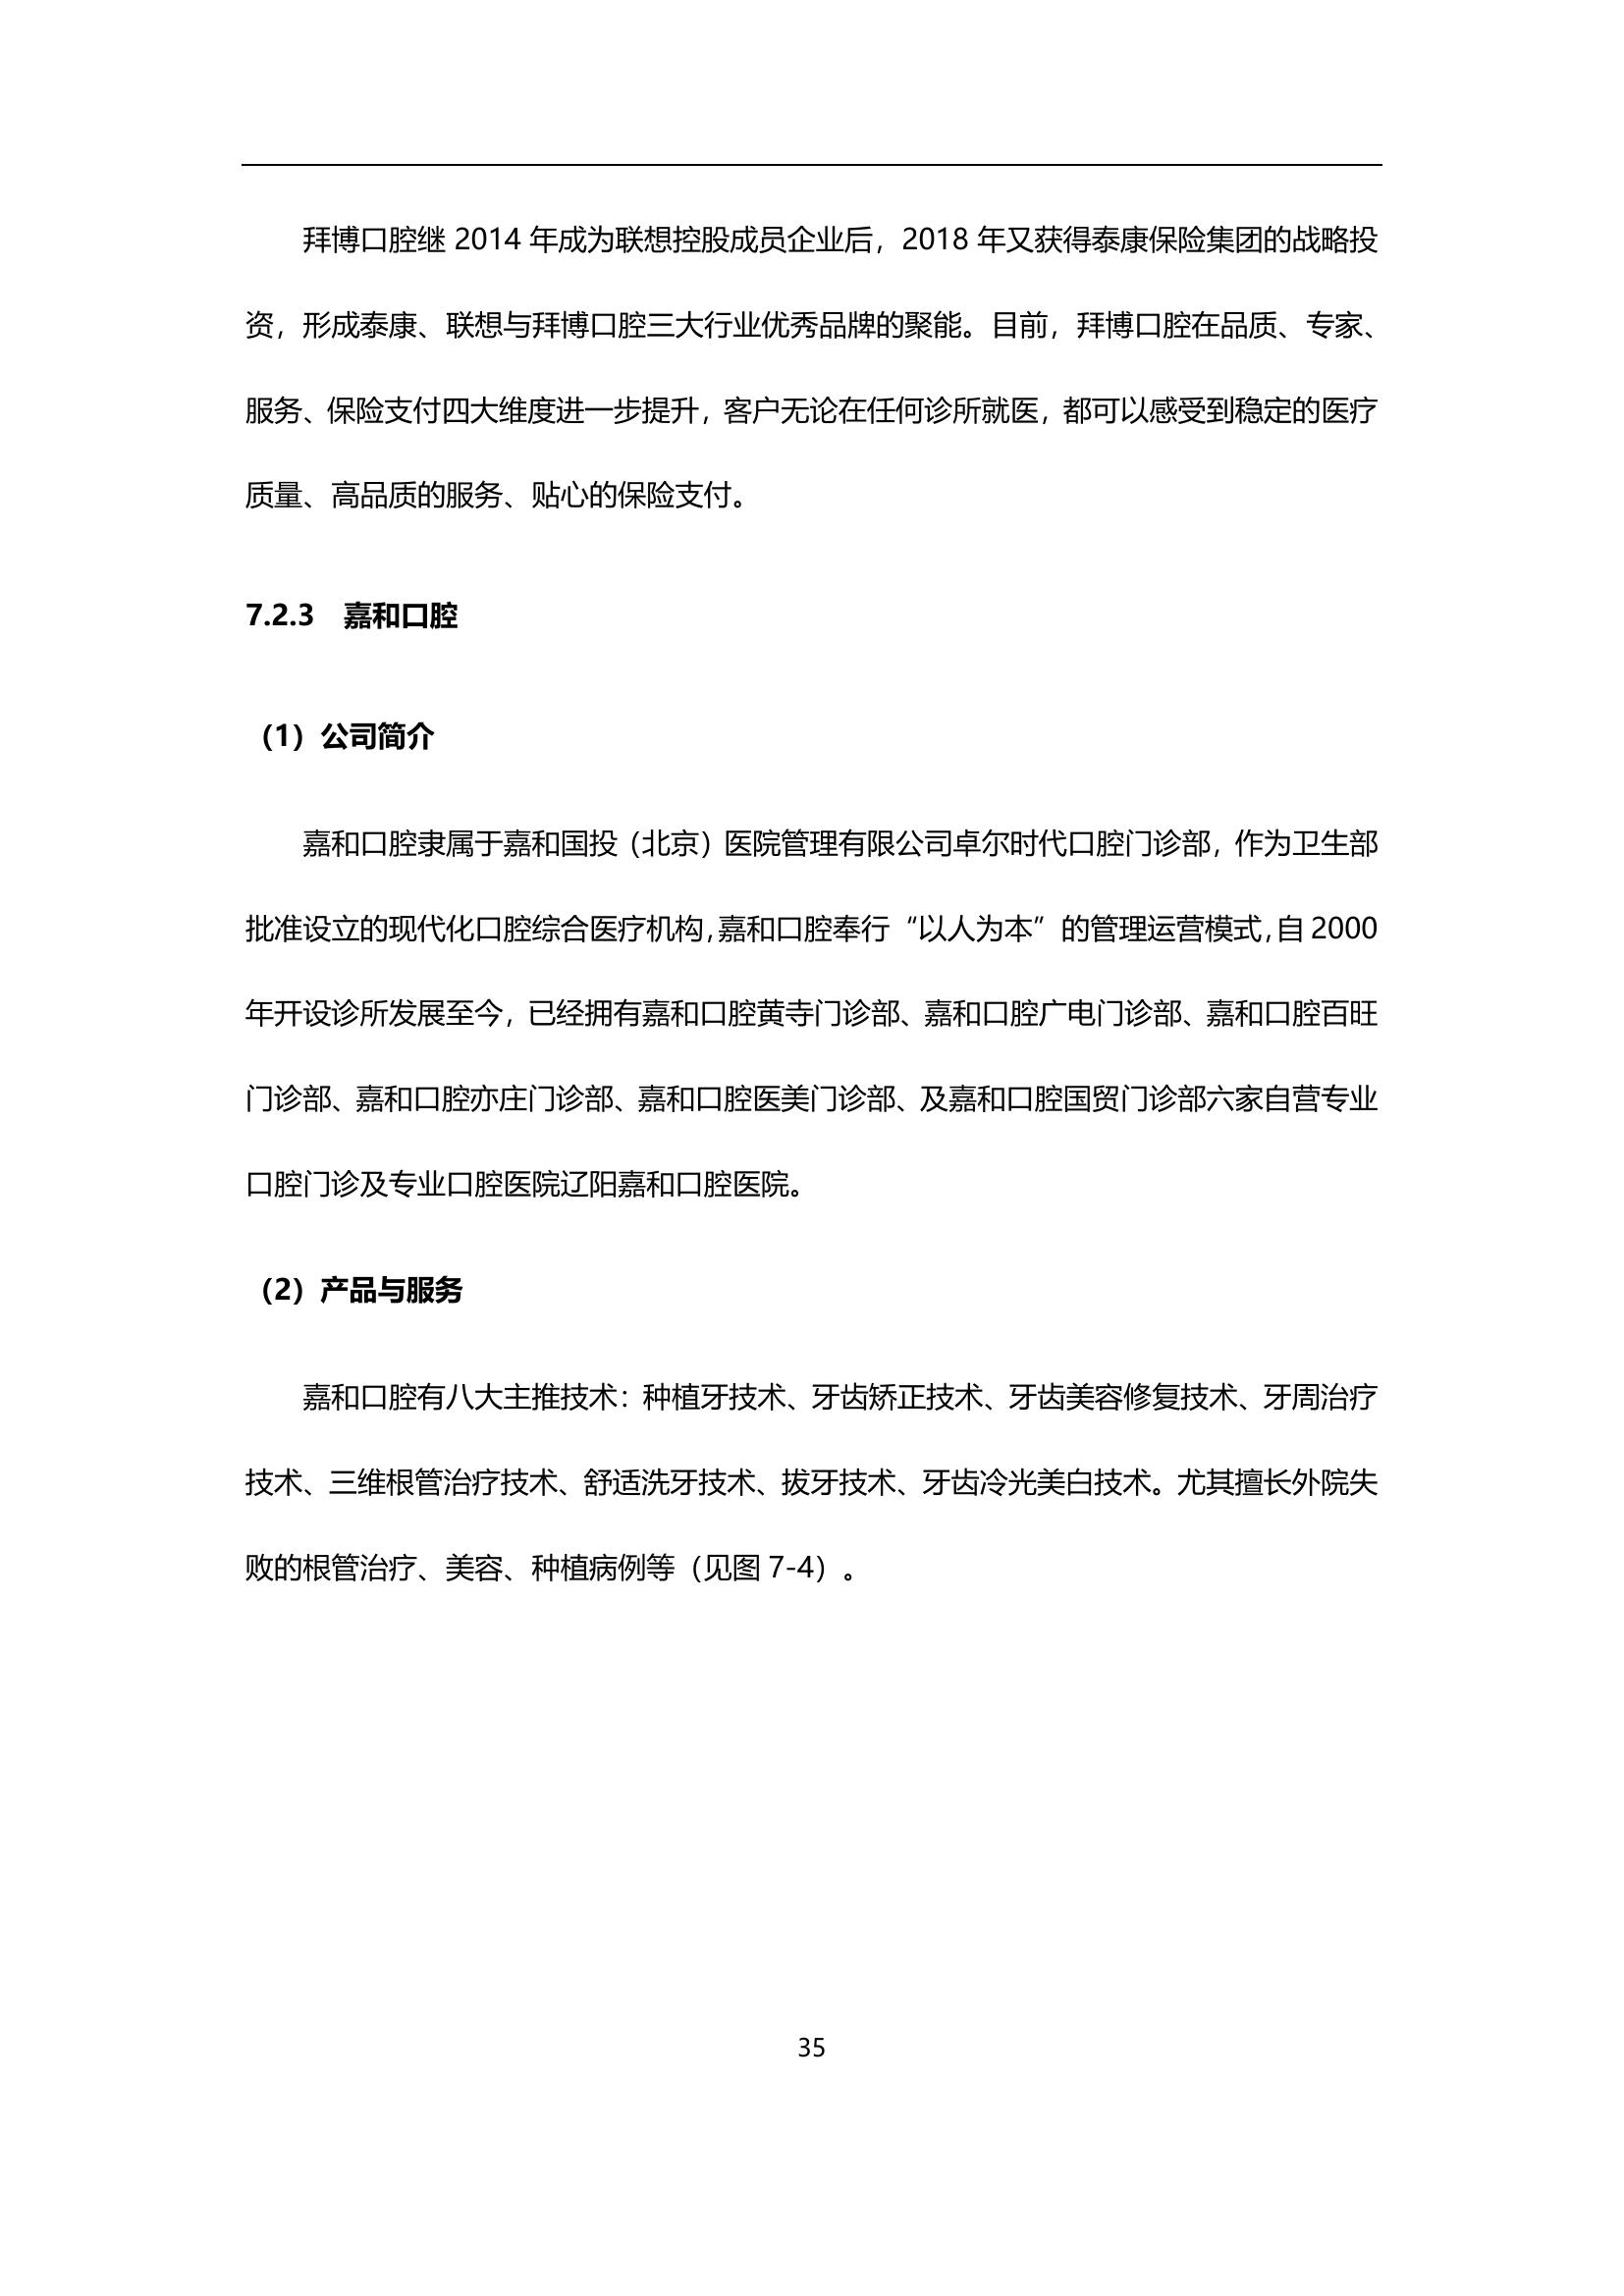 拜博口腔继 2014 年成为联想控股成员企业后，2018 年又获得泰康保险集团的战略投
资，形成泰康、联想与拜博口腔三大行业优秀品牌的聚能。目前，拜博口腔在品质、专家、
服务、保险支付四大维度进一步提升，客户无论在任何诊所就医，都可以感受到稳定的医疗
质量、高品质的服务、贴心的保险支付。
7.2.3 嘉和口腔
（1）公司简介
嘉和口腔隶属于嘉和国投（北京）医院管理有限公司卓尔时代口腔门诊部，作为卫生部
批准设立的现代化口腔综合医疗机构，嘉和口腔奉行“以人为本”的管理运营模式，自 2000
年开设诊所发展至今，已经拥有嘉和口腔黄寺门诊部、嘉和口腔广电门诊部、嘉和口腔百旺
门诊部、嘉和口腔亦庄门诊部、嘉和口腔医美门诊部、及嘉和口腔国贸门诊部六家自营专业
口腔门诊及专业口腔医院辽阳嘉和口腔医院。
（2）产品与服务
嘉和口腔有八大主推技术：种植牙技术、牙齿矫正技术、牙齿美容修复技术、牙周治疗
技术、三维根管治疗技术、舒适洗牙技术、拔牙技术、牙齿冷光美白技术。尤其擅长外院失
败的根管治疗、美容、种植病例等（见图 7-4）。
35